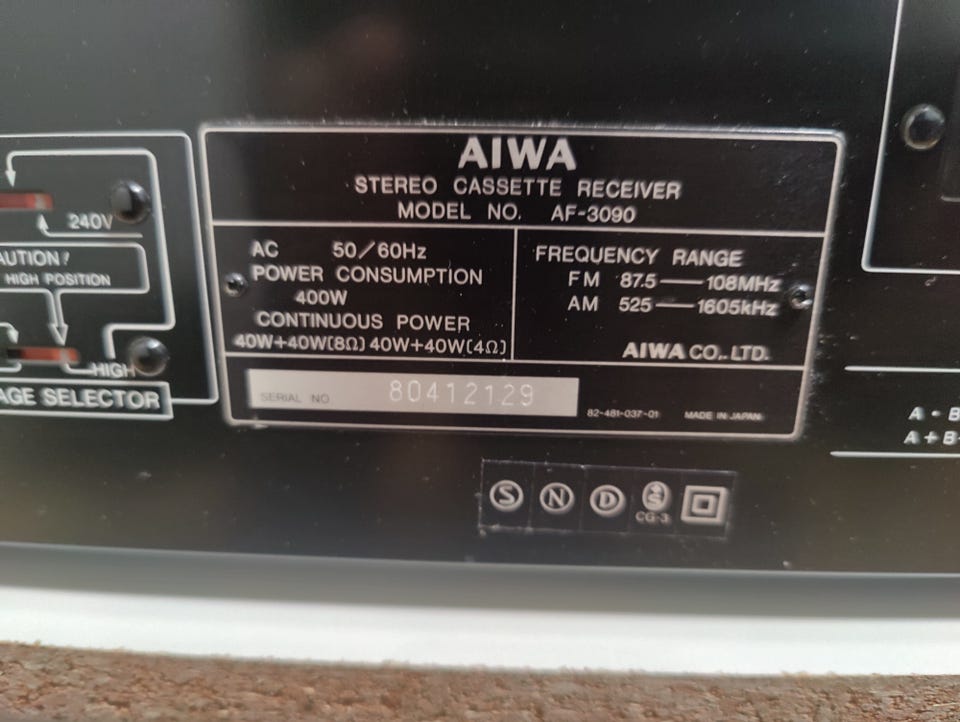 AIWA
STEREO CASSETTE RECEIVER
MODEL NO. AF-3090
AC 50/60Hz
POWER CONSUMPTION
400W
CONTINUOUS POWER
40W+40W(8Ω) 40W+40W(4Ω)
FREQUENCY RANGE
FM 87.5—108MHz
AM 525—1605kHz
AIWA CO., LTD.
SERIAL NO 80412129
82-481-037-01 MADE IN JAPAN
240V
AUTION!
HIGH POSITION
HIGH
AGE SELECTOR
S N D S
CG-3
A - B
A + B